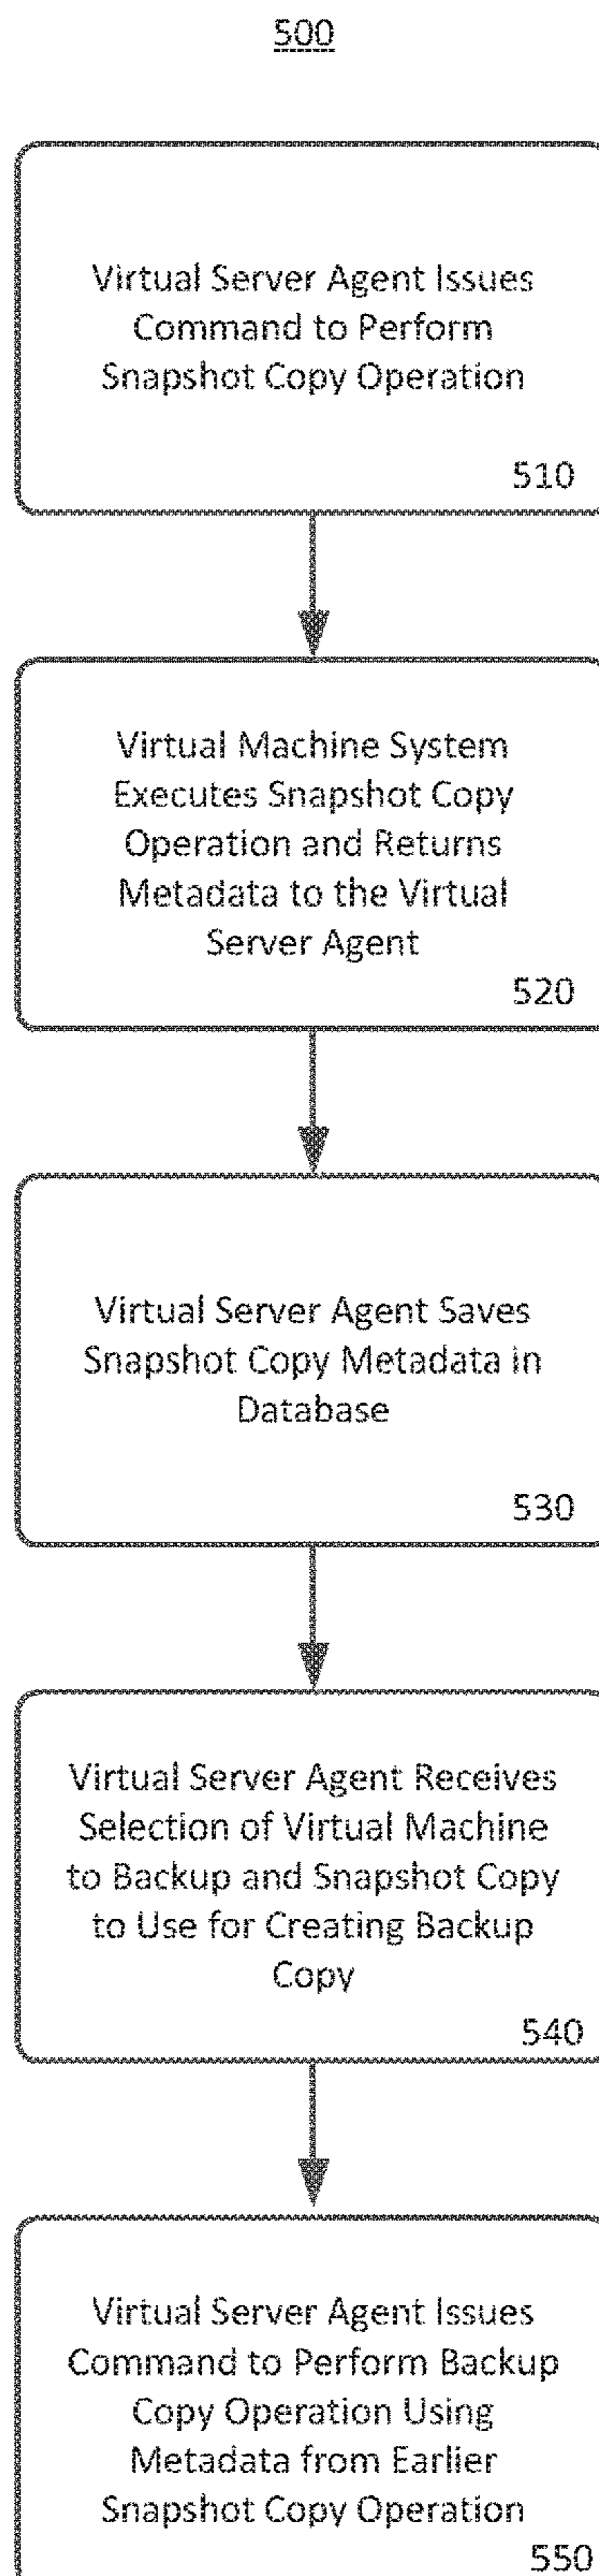 500
Virtual Server Agent Issues
Command to Perform
Snapshot Copy Operation
510
Virtual Machine System
Executes Snapshot Copy
Operation and Returns
Metadata to the Virtual
Server Agent
520
Virtual Server Agent Saves
Snapshot Copy Metadata in
Database
530
Virtual Server Agent Receives
Selection of Virtual Machine
to Backup and Snapshot Copy
to Use for Creating Backup
Copy
540
Virtual Server Agent Issues
Command to Perform Backup
Copy Operation Using
Metadata from Earlier
Snapshot Copy Operation
550